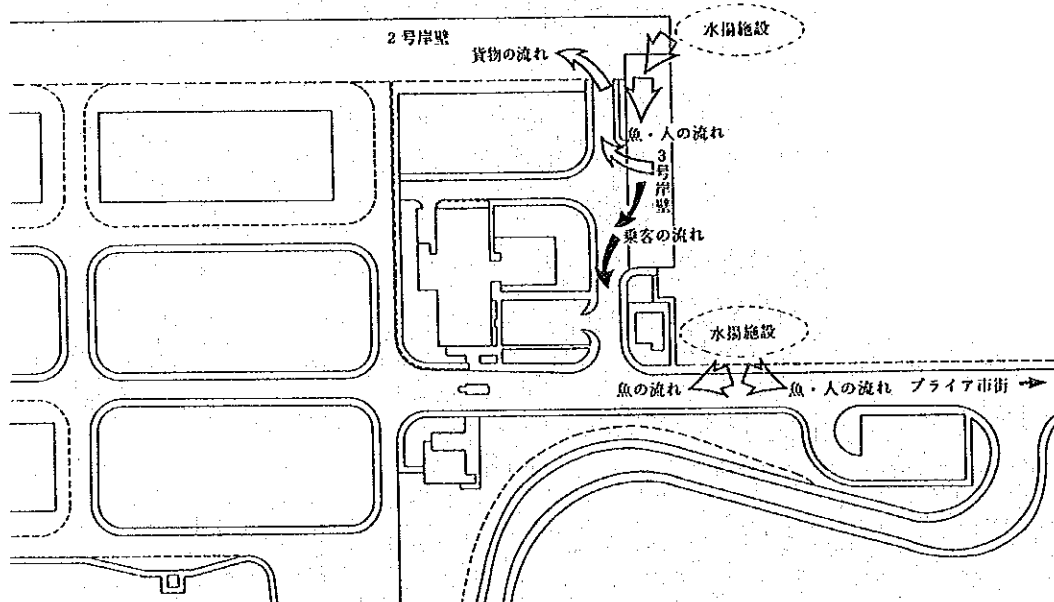 2号岸壁
水揚施設
貨物の流れ
魚・人の流れ
3号岸壁
乗客の流れ
水揚施設
魚の流れ
魚・人の流れ
プライア市街